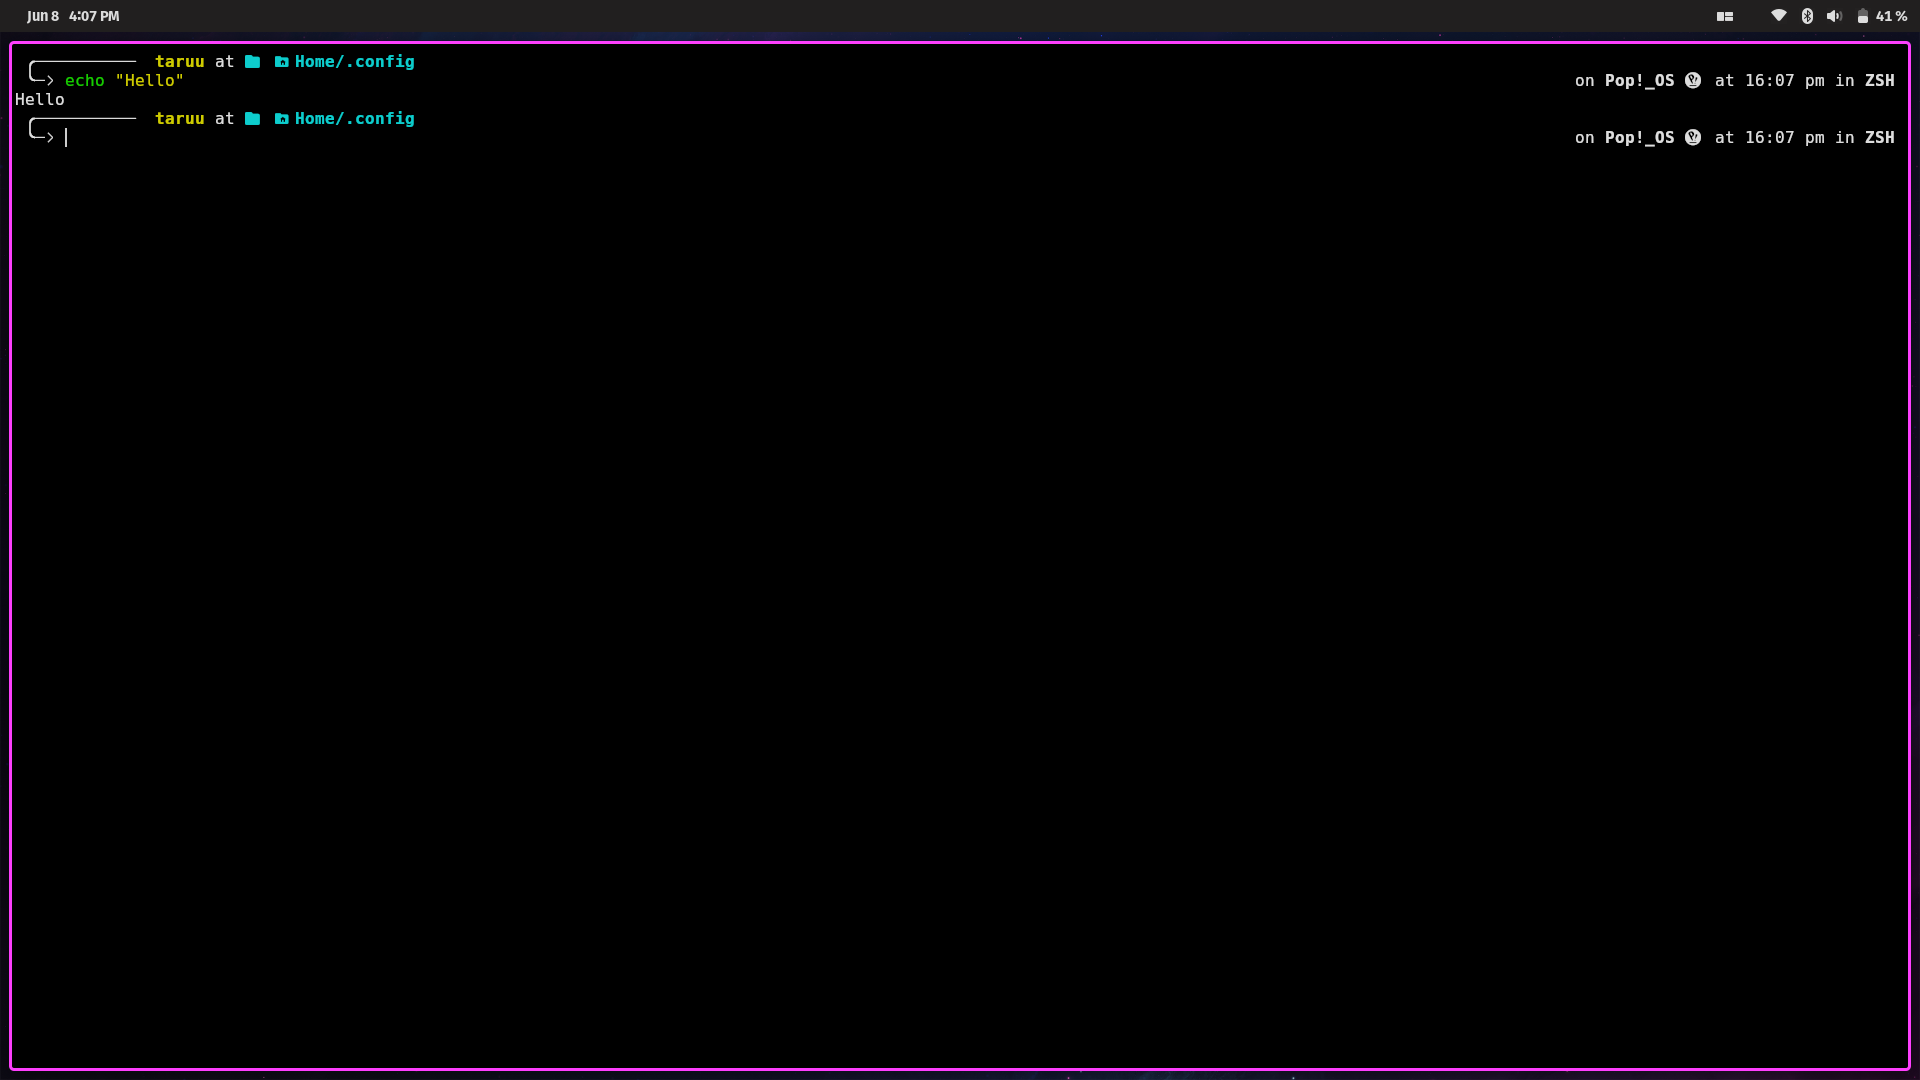 Jun 8 4:07 PM 41 %
taruu at Home/.config
> echo "Hello" on Pop!_OS at 16:07 pm in ZSH
Hello
taruu at Home/.config
> on Pop!_OS at 16:07 pm in ZSH